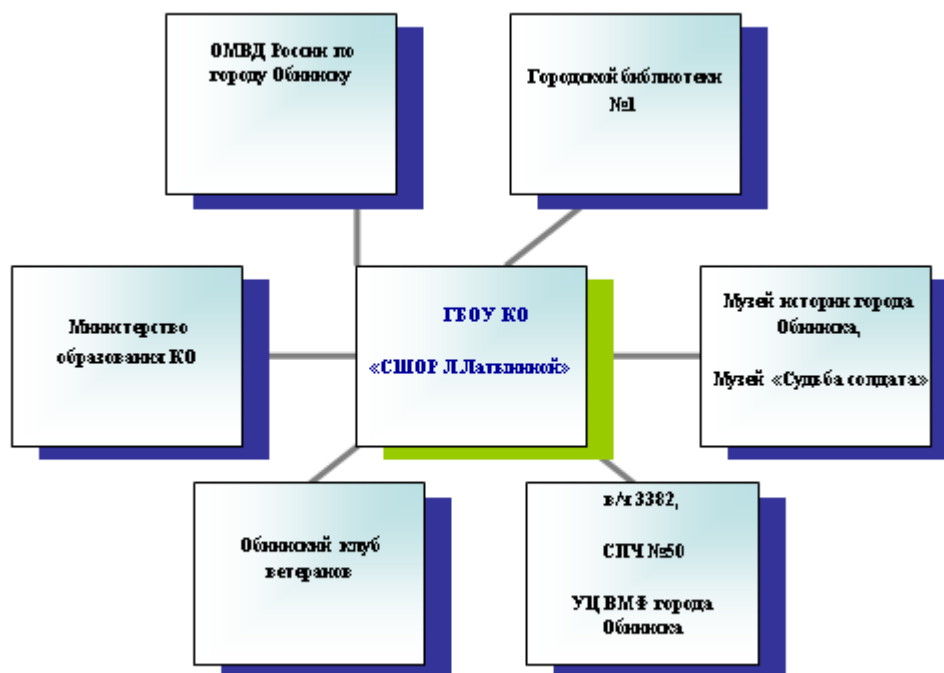 ОМВД России по
городу Обнинску
Городской библиотеки
№1
Министерство
образования КО
ГБОУ КО
«СШОР Л.Латыниной»
Музей истории города
Обнинска,
Музей «Судьба солдата»
Обнинский клуб
ветеранов
в/ч 3382,
СПЧ №50
УЦ ВМФ города
Обнинска